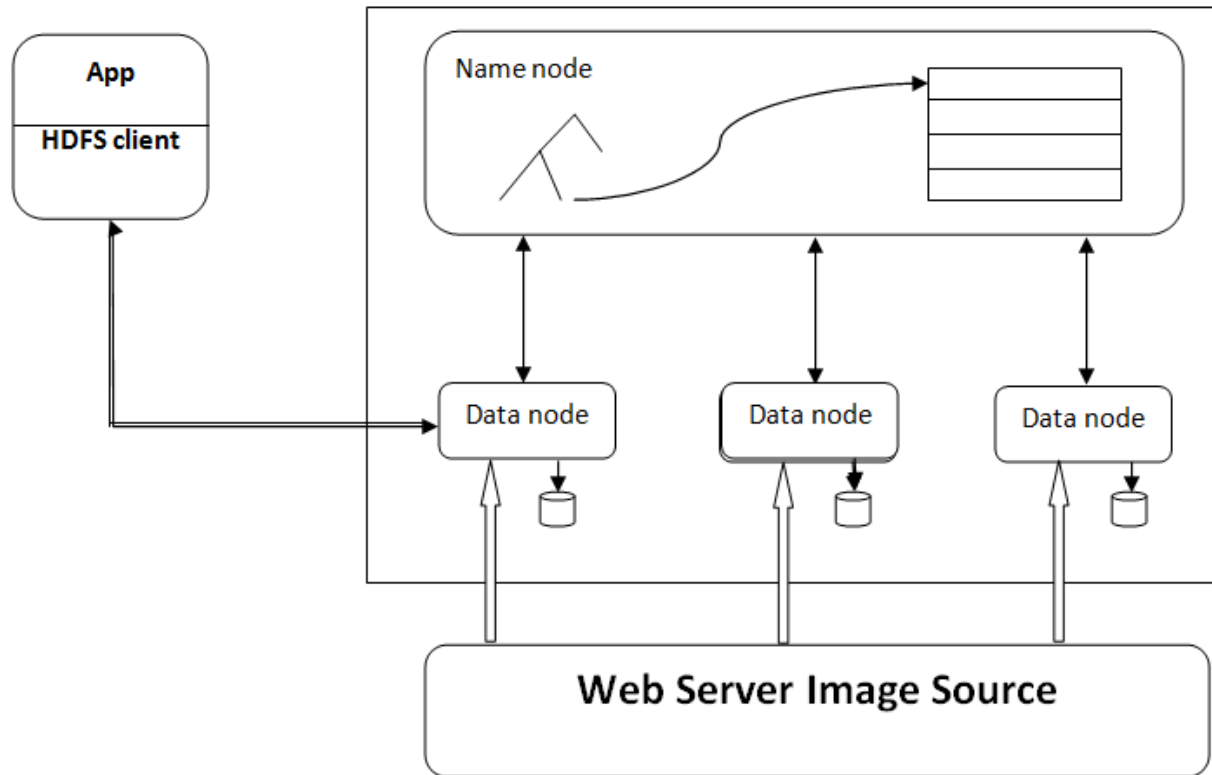 App
HDFS client
Name node
Data node
Data node
Data node
Web Server Image Source